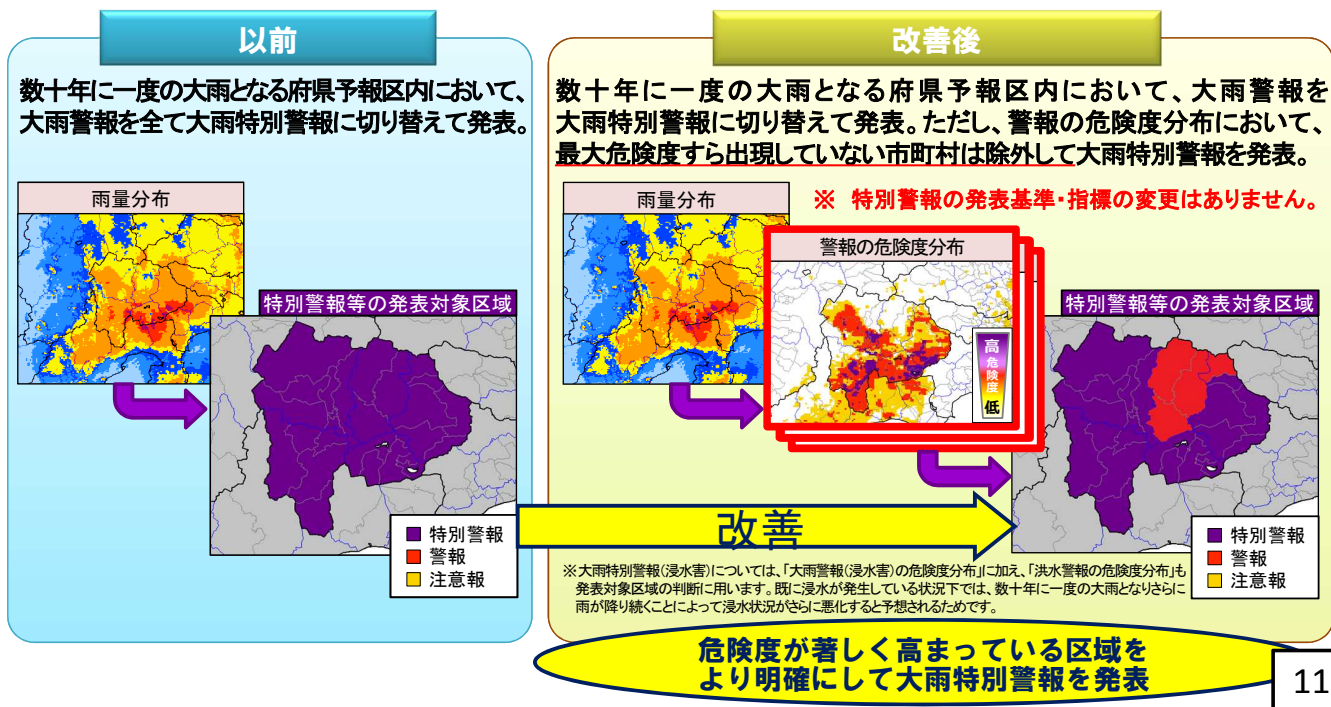 以前
数十年に一度の大雨となる府県予報区内において、
大雨警報を全て大雨特別警報に切り替えて発表。
雨量分布
特別警報等の発表対象区域
特別警報
警報
注意報
改善後
数十年に一度の大雨となる府県予報区内において、大雨警報を
大雨特別警報に切り替えて発表。ただし、警報の危険度分布において、
最大危険度すら出現していない市町村は除外して大雨特別警報を発表。
※ 特別警報の発表基準・指標の変更はありません。
雨量分布
警報の危険度分布
高
危険度
低
特別警報等の発表対象区域
特別警報
警報
注意報
改善
※大雨特別警報(浸水害)については、「大雨警報(浸水害)の危険度分布」に加え、「洪水警報の危険度分布」も
発表対象区域の判断に用います。既に浸水が発生している状況下では、数十年に一度の大雨となりさらに
雨が降り続くことによって浸水状況がさらに悪化すると予想されるためです。
危険度が著しく高まっている区域を
より明確にして大雨特別警報を発表
11